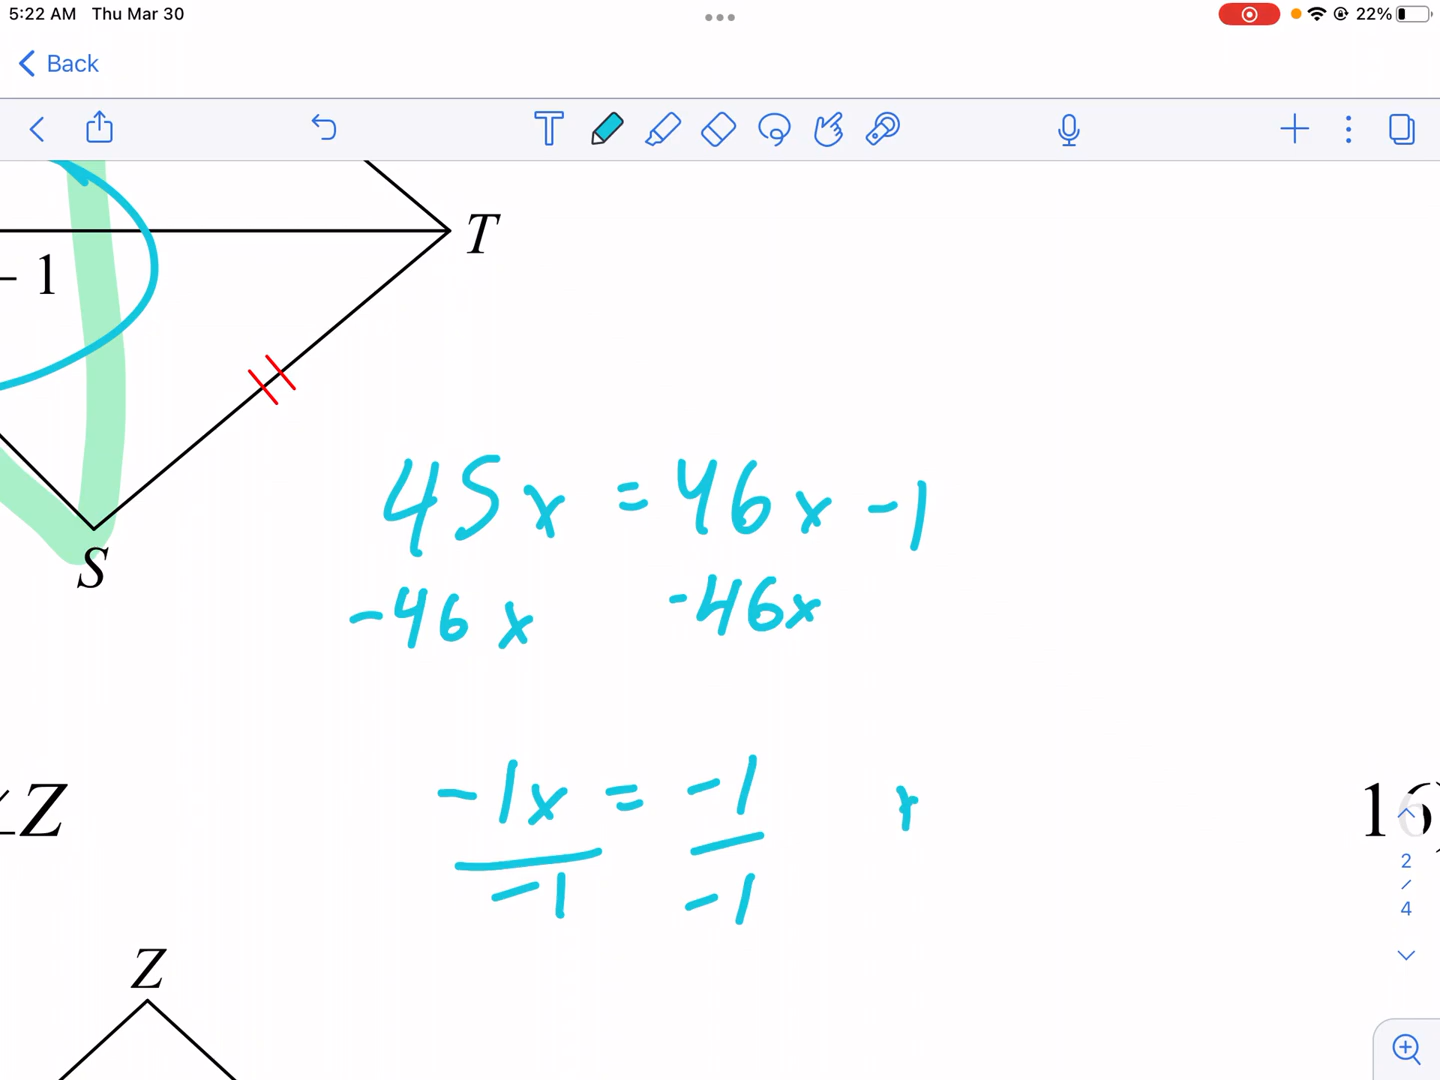 5:22 AM Thu Mar 30
22%
Back
T
- 1
T
S
45x = 46x - 1
-46x -46x
-1x = -1 x
-1 -1
∠Z
16)
2
/
4
Z